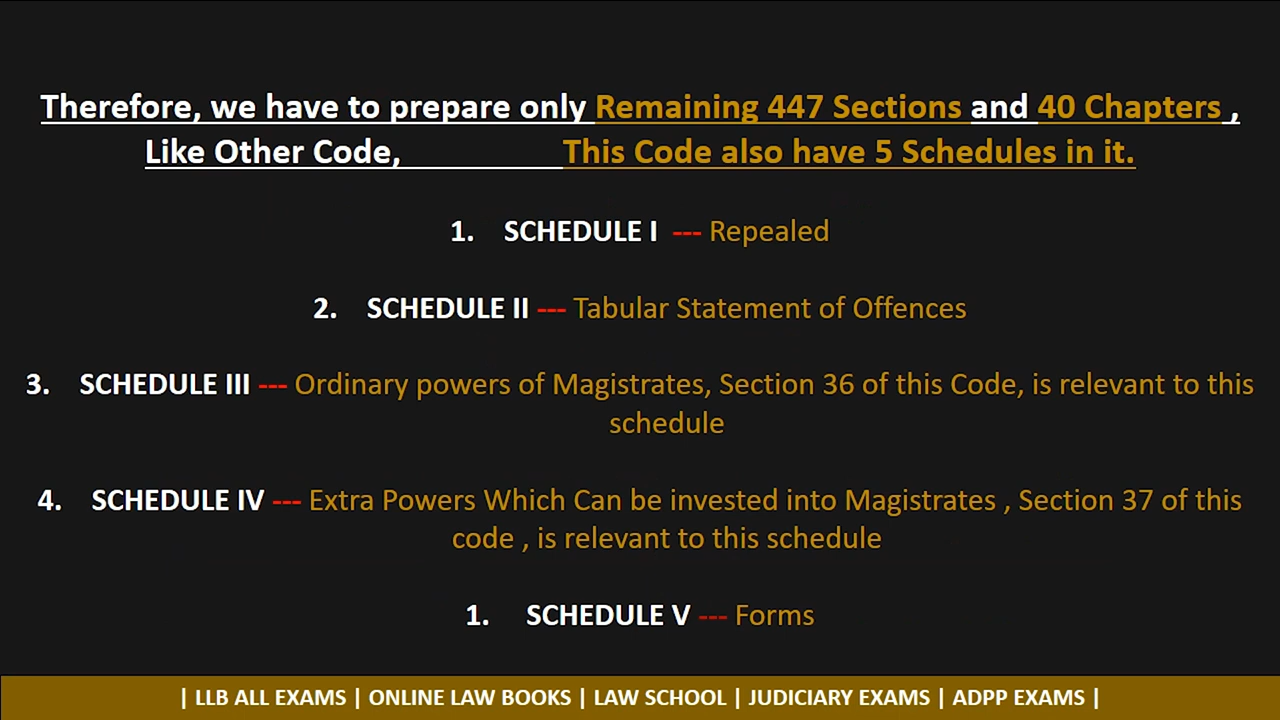 Therefore, we have to prepare only Remaining 447 Sections and 40 Chapters ,
Like Other Code, This Code also have 5 Schedules in it.
1. SCHEDULE I --- Repealed
2. SCHEDULE II --- Tabular Statement of Offences
3. SCHEDULE III --- Ordinary powers of Magistrates, Section 36 of this Code, is relevant to this
schedule
4. SCHEDULE IV --- Extra Powers Which Can be invested into Magistrates , Section 37 of this
code , is relevant to this schedule
1. SCHEDULE V --- Forms
| LLB ALL EXAMS | ONLINE LAW BOOKS | LAW SCHOOL | JUDICIARY EXAMS | ADPP EXAMS |